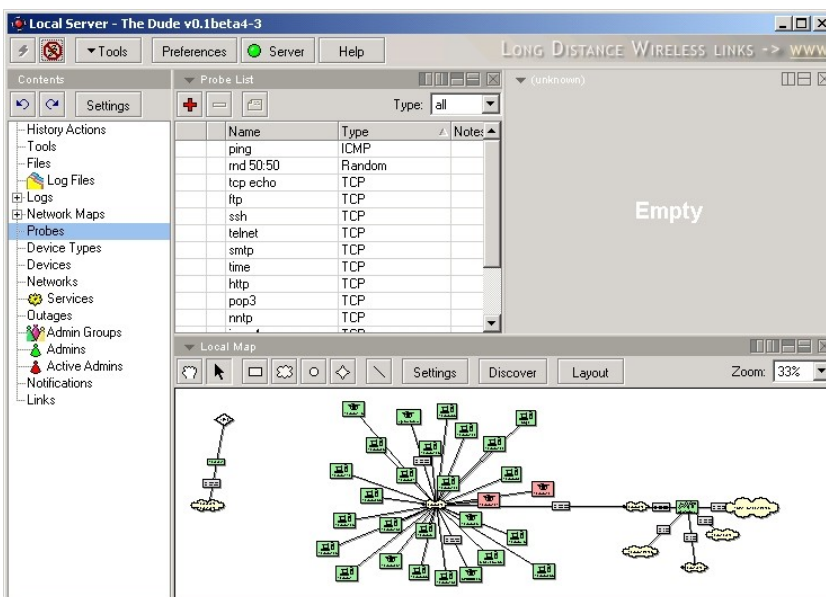 Local Server - The Dude v0.1beta4-3
Tools Preferences Server Help LONG DISTANCE WIRELESS LINKS -> WWW
Contents
Settings
History Actions
Tools
Files
Log Files
Logs
Network Maps
Probes
Device Types
Devices
Networks
Services
Outages
Admin Groups
Admins
Active Admins
Notifications
Links
Probe List
Type: all
Name Type Notes
ping ICMP
rnd 50:50 Random
tcp echo TCP
ftp TCP
ssh TCP
telnet TCP
smtp TCP
time TCP
http TCP
pop3 TCP
nntp TCP
TCP
(unknown)
Empty
Local Map
Settings Discover Layout Zoom: 33%